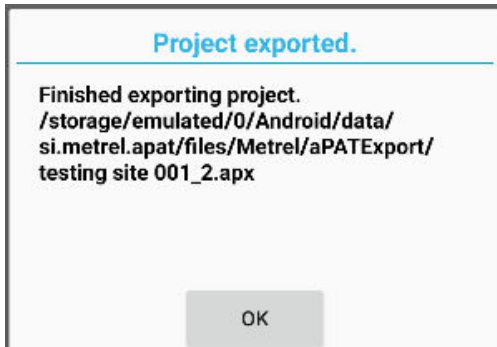 Project exported.
Finished exporting project.
/storage/emulated/0/Android/data/
si.metrel.apat/files/Metrel/aPATExport/
testing site 001_2.apx
OK